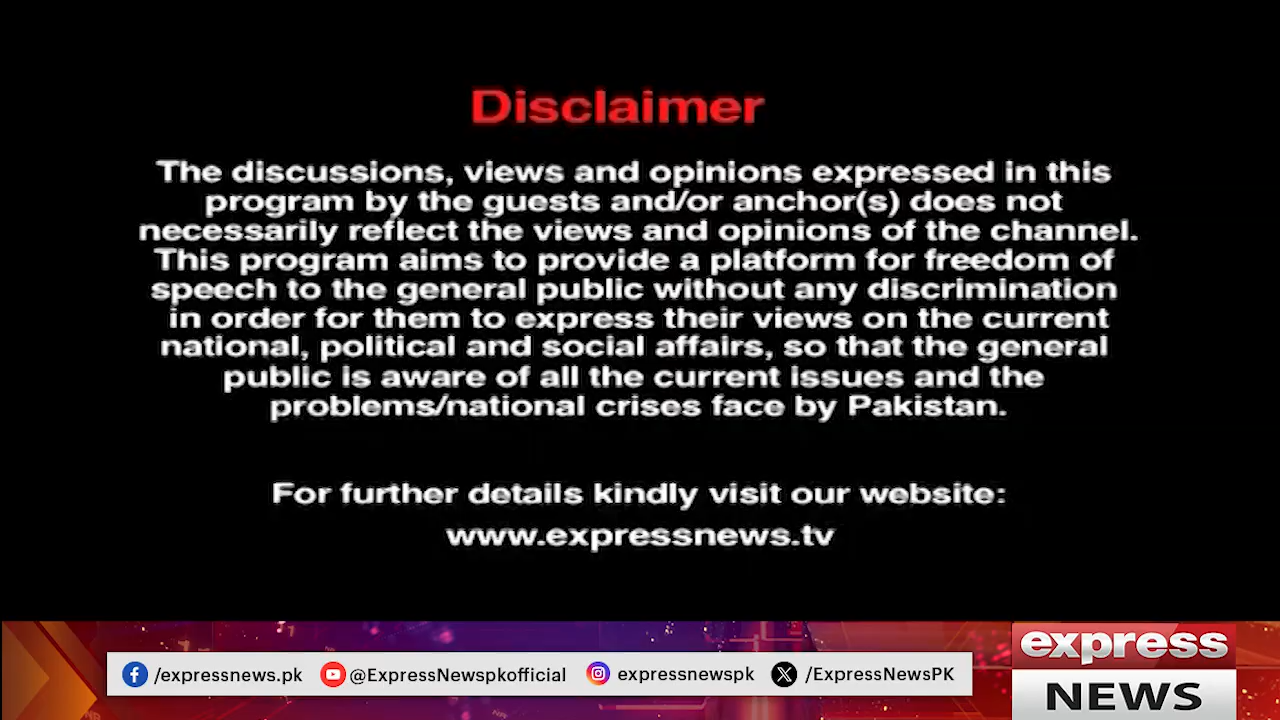 Disclaimer
The discussions, views and opinions expressed in this
program by the guests and/or anchor(s) does not
necessarily reflect the views and opinions of the channel.
This program aims to provide a platform for freedom of
speech to the general public without any discrimination
in order for them to express their views on the current
national, political and social affairs, so that the general
public is aware of all the current issues and the
problems/national crises face by Pakistan.
For further details kindly visit our website:
www.expressnews.tv
/expressnews.pk @ExpressNewspkofficial expressnewspk /ExpressNewsPK
express
NEWS